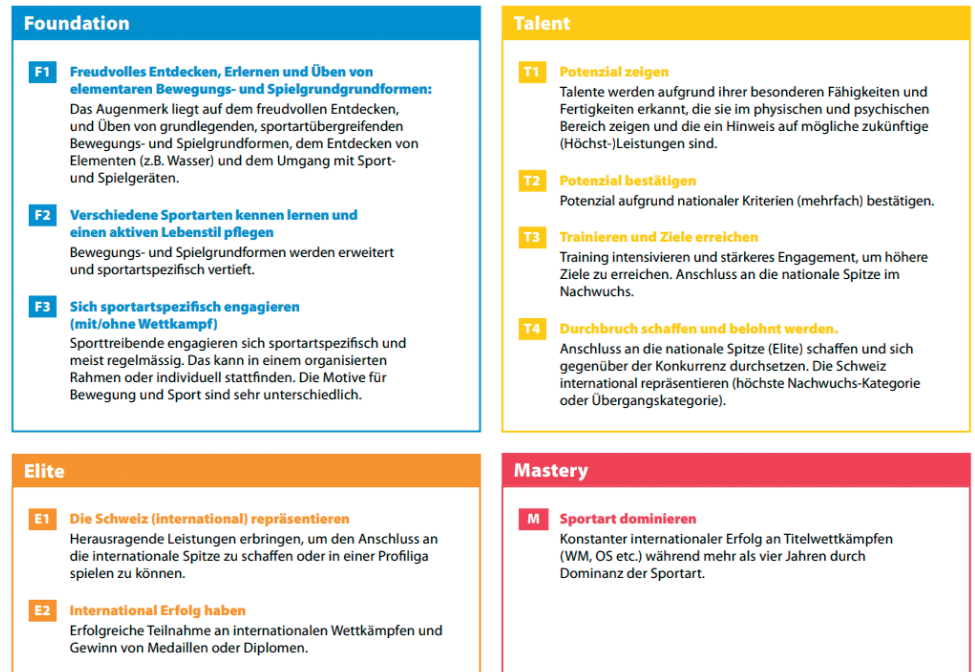 Foundation
F1 Freudvolles Entdecken, Erlernen und Üben von
elementaren Bewegungs- und Spielgrundgrundformen:
Das Augenmerk liegt auf dem freudvollen Entdecken,
und Üben von grundlegenden, sportartübergreifenden
Bewegungs- und Spielgrundformen, dem Entdecken von
Elementen (z.B. Wasser) und dem Umgang mit Sport-
und Spielgeräten.
F2 Verschiedene Sportarten kennen lernen und
einen aktiven Lebenstil pflegen
Bewegungs- und Spielgrundformen werden erweitert
und sportartspezifisch vertieft.
F3 Sich sportartspezifisch engagieren
(mit/ohne Wettkampf)
Sporttreibende engagieren sich sportartspezifisch und
meist regelmässig. Das kann in einem organisierten
Rahmen oder individuell stattfinden. Die Motive für
Bewegung und Sport sind sehr unterschiedlich.
Talent
T1 Potenzial zeigen
Talente werden aufgrund ihrer besonderen Fähigkeiten und
Fertigkeiten erkannt, die sie im physischen und psychischen
Bereich zeigen und die ein Hinweis auf mögliche zukünftige
(Höchst-)Leistungen sind.
T2 Potenzial bestätigen
Potenzial aufgrund nationaler Kriterien (mehrfach) bestätigen.
T3 Trainieren und Ziele erreichen
Training intensivieren und stärkeres Engagement, um höhere
Ziele zu erreichen. Anschluss an die nationale Spitze im
Nachwuchs.
T4 Durchbruch schaffen und belohnt werden.
Anschluss an die nationale Spitze (Elite) schaffen und sich
gegenüber der Konkurrenz durchsetzen. Die Schweiz
international repräsentieren (höchste Nachwuchs-Kategorie
oder Übergangskategorie).
Elite
E1 Die Schweiz (international) repräsentieren
Herausragende Leistungen erbringen, um den Anschluss an
die internationale Spitze zu schaffen oder in einer Profiliga
spielen zu können.
E2 International Erfolg haben
Erfolgreiche Teilnahme an internationalen Wettkämpfen und
Gewinn von Medaillen oder Diplomen.
Mastery
M Sportart dominieren
Konstanter internationaler Erfolg an Titelwettkämpfen
(WM, OS etc.) während mehr als vier Jahren durch
Dominanz der Sportart.